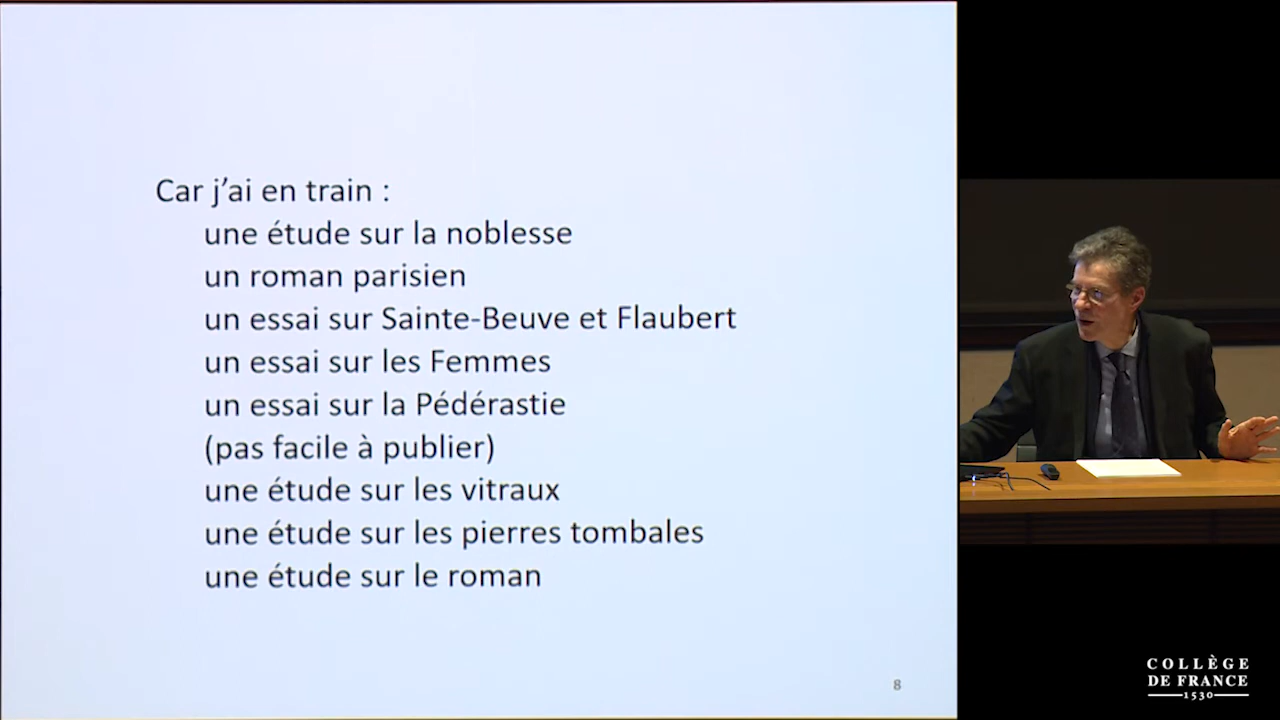 Car j’ai en train :
une étude sur la noblesse
un roman parisien
un essai sur Sainte-Beuve et Flaubert
un essai sur les Femmes
un essai sur la Pédérastie
(pas facile à publier)
une étude sur les vitraux
une étude sur les pierres tombales
une étude sur le roman
8
COLLÈGE
DE FRANCE
1530